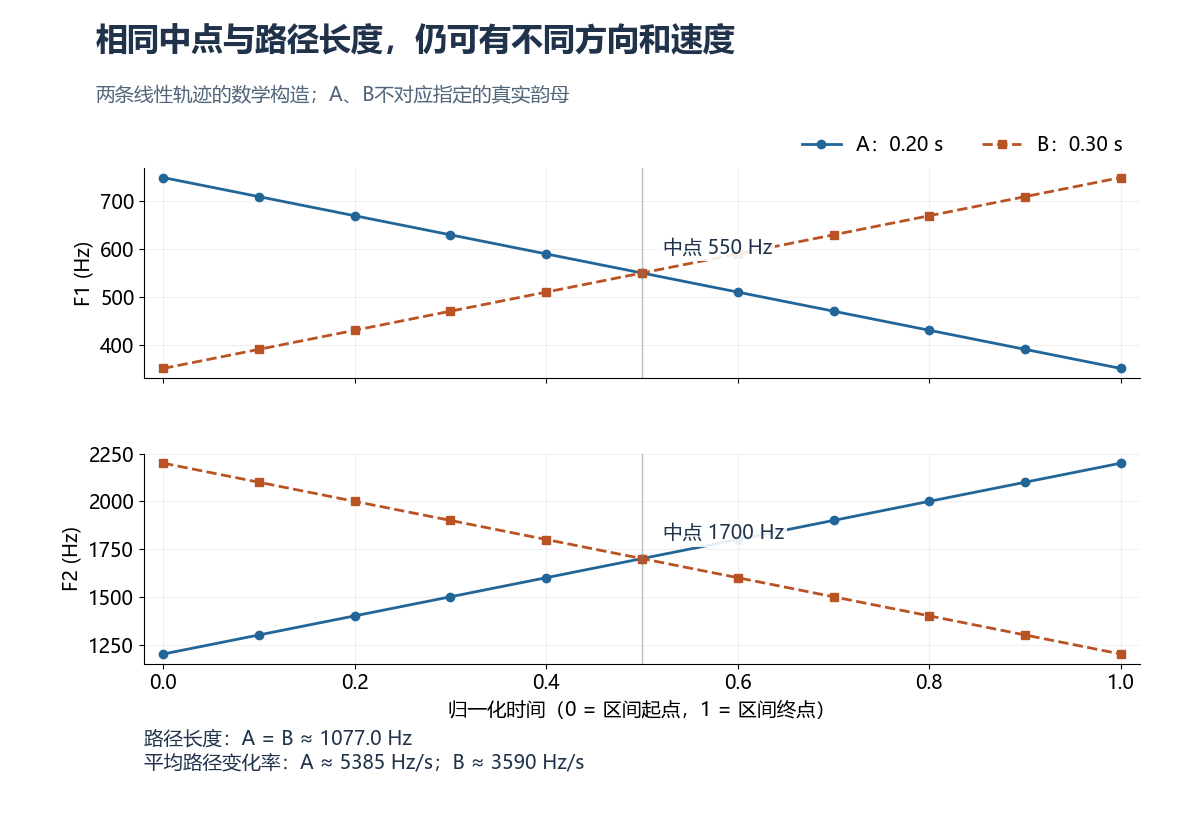 相同中点与路径长度，仍可有不同方向和速度
两条线性轨迹的数学构造；A、B不对应指定的真实韵母
A：0.20 s
B：0.30 s
700
600
500
400
F1 (Hz)
中点 550 Hz
2250
2000
1750
1500
1250
F2 (Hz)
中点 1700 Hz
0.0
0.2
0.4
0.6
0.8
1.0
归一化时间（0 = 区间起点，1 = 区间终点）
路径长度：A = B ≈ 1077.0 Hz
平均路径变化率：A ≈ 5385 Hz/s；B ≈ 3590 Hz/s